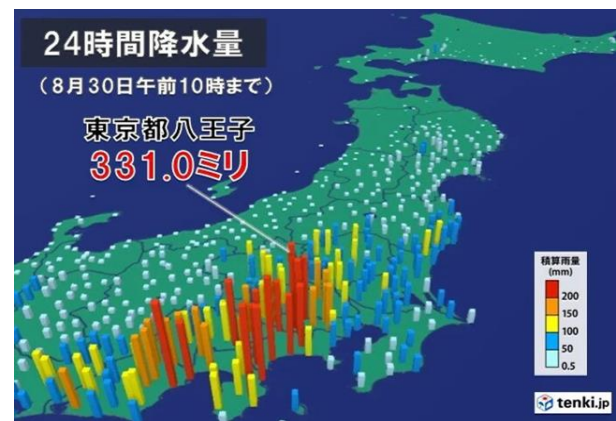 24時間降水量
（8月30日午前10時まで）
東京都八王子
331.0ミリ
積算雨量
(mm)
200
150
100
50
0.5
tenki.jp